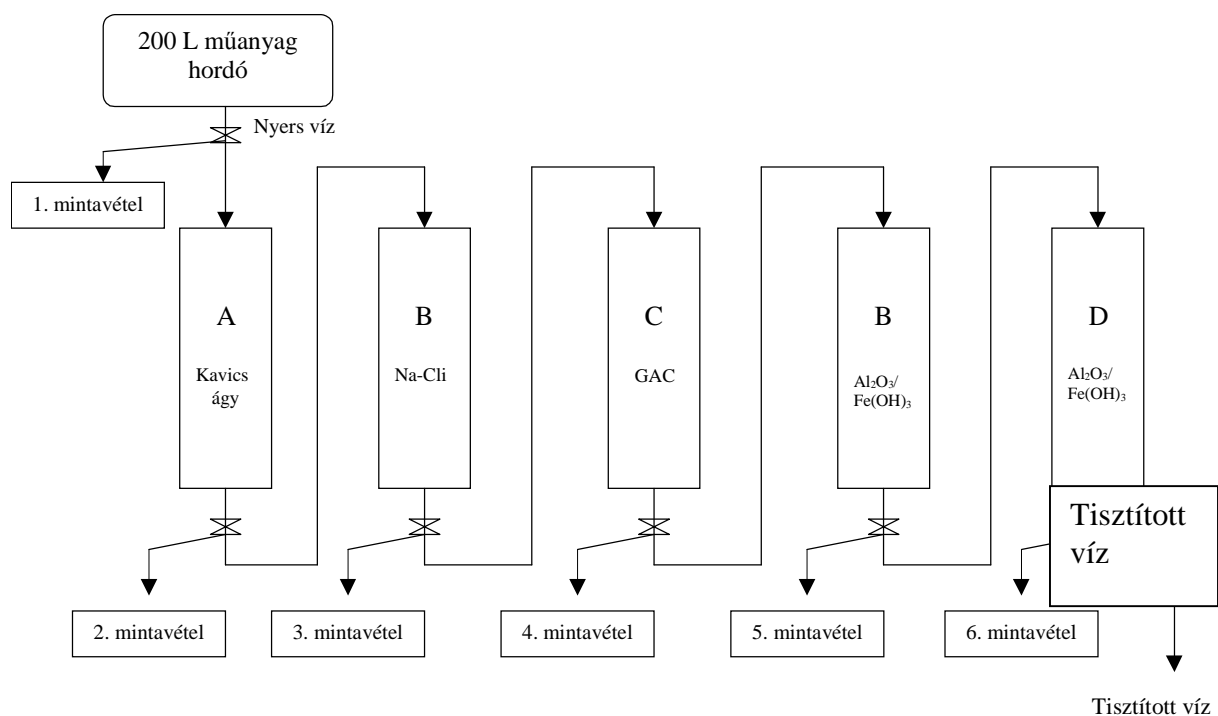 200 L műanyag
hordó
Nyers víz
1. mintavétel
A
Kavics
ágy
B
Na-Cli
C
GAC
B
Al₂O₃/
Fe(OH)₃
D
Al₂O₃/
Fe(OH)₃
Tisztított
víz
2. mintavétel
3. mintavétel
4. mintavétel
5. mintavétel
6. mintavétel
Tisztított víz